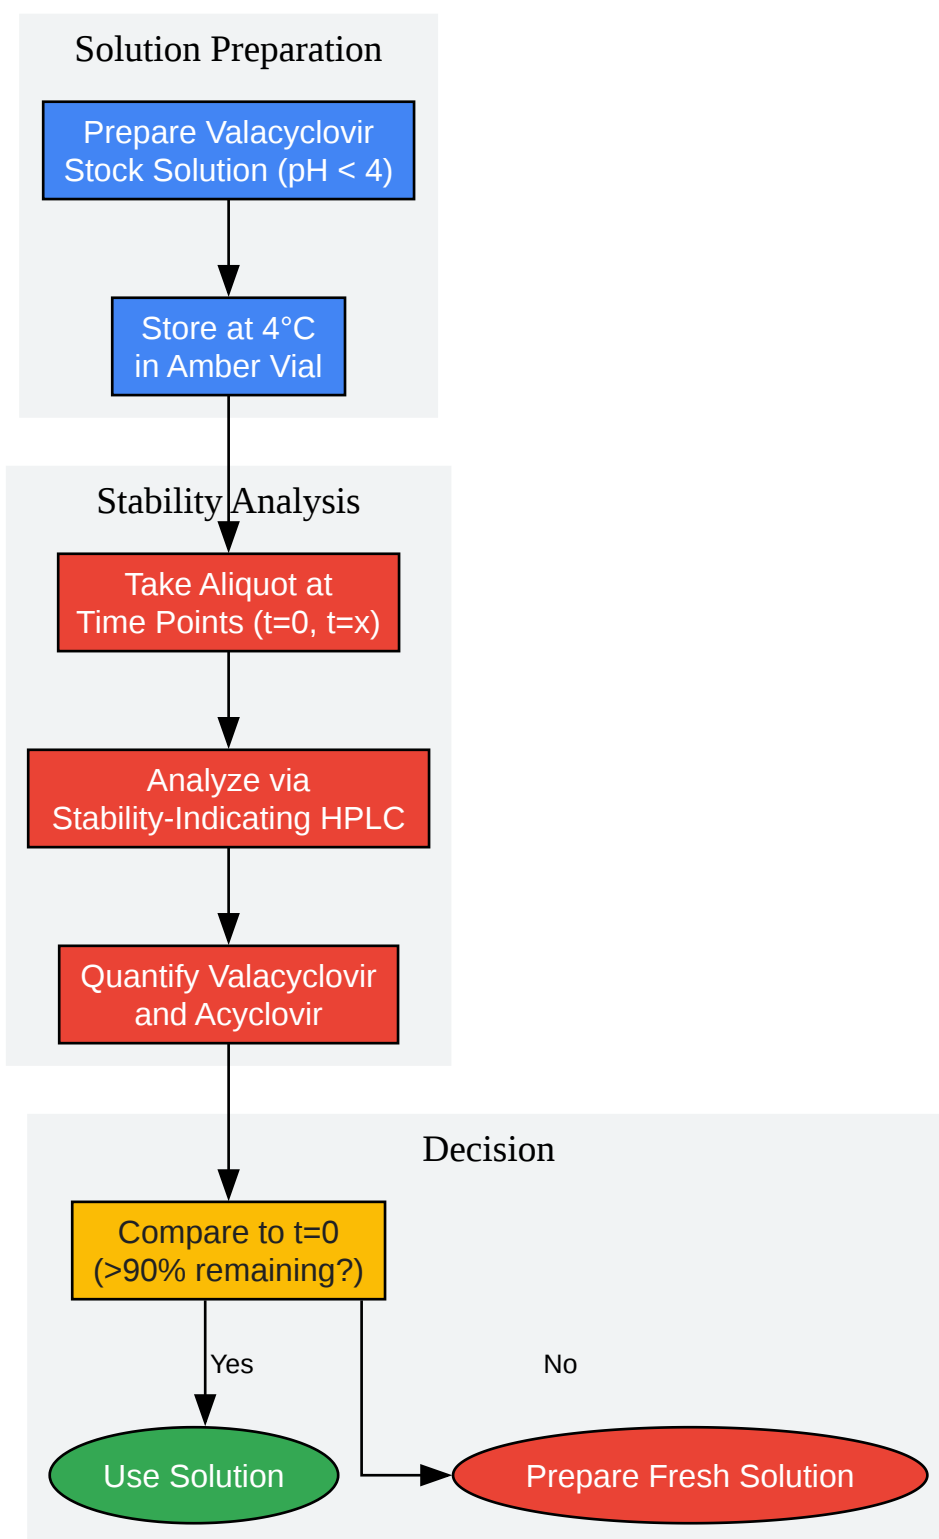 Solution Preparation
Prepare Valacyclovir
Stock Solution (pH < 4)
Store at 4°C
in Amber Vial
Stability Analysis
Take Aliquot at
Time Points (t=0, t=x)
Analyze via
Stability-Indicating HPLC
Quantify Valacyclovir
and Acyclovir
Decision
Compare to t=0
(>90% remaining?)
Yes
No
Use Solution
Prepare Fresh Solution